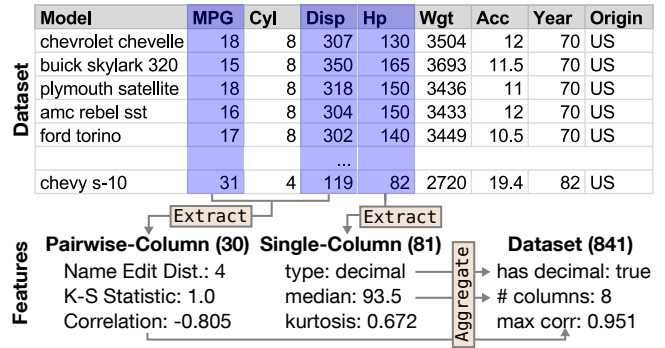 Model MPG Cyl Disp Hp Wgt Acc Year Origin
chevrolet chevelle 18 8 307 130 3504 12 70 US
buick skylark 320 15 8 350 165 3693 11.5 70 US
plymouth satellite 18 8 318 150 3436 11 70 US
amc rebel sst 16 8 304 150 3433 12 70 US
ford torino 17 8 302 140 3449 10.5 70 US
...
chevy s-10 31 4 119 82 2720 19.4 82 US
Dataset
Extract Extract
Features
Pairwise-Column (30) Single-Column (81) Dataset (841)
Name Edit Dist.: 4 type: decimal has decimal: true
K-S Statistic: 1.0 median: 93.5 # columns: 8
Correlation: -0.805 kurtosis: 0.672 max corr: 0.951
Aggregate